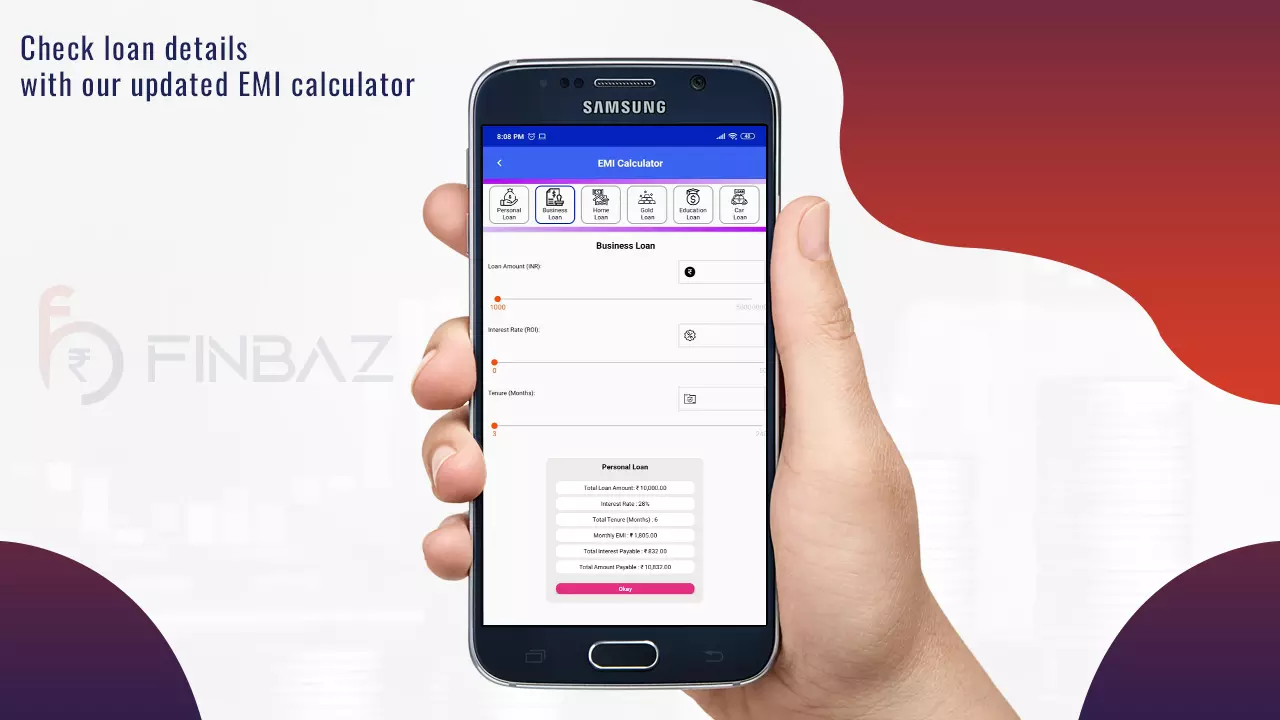 Check loan details
with our updated EMI calculator
SAMSUNG
8:08 PM
48
EMI Calculator
Personal Loan
Business Loan
Home Loan
Gold Loan
Education Loan
Car Loan
Business Loan
Loan Amount (INR):
1000
Interest Rate (ROI):
0
Tenure (Months):
3
FINBAZ
Personal Loan
Total Loan Amount: ₹ 10,000.00
Interest Rate : 28%
Total Tenure (Months) : 6
Monthly EMI : ₹ 1,805.00
Total Interest Payable : ₹ 832.00
Total Amount Payable : ₹ 10,832.00
Okay